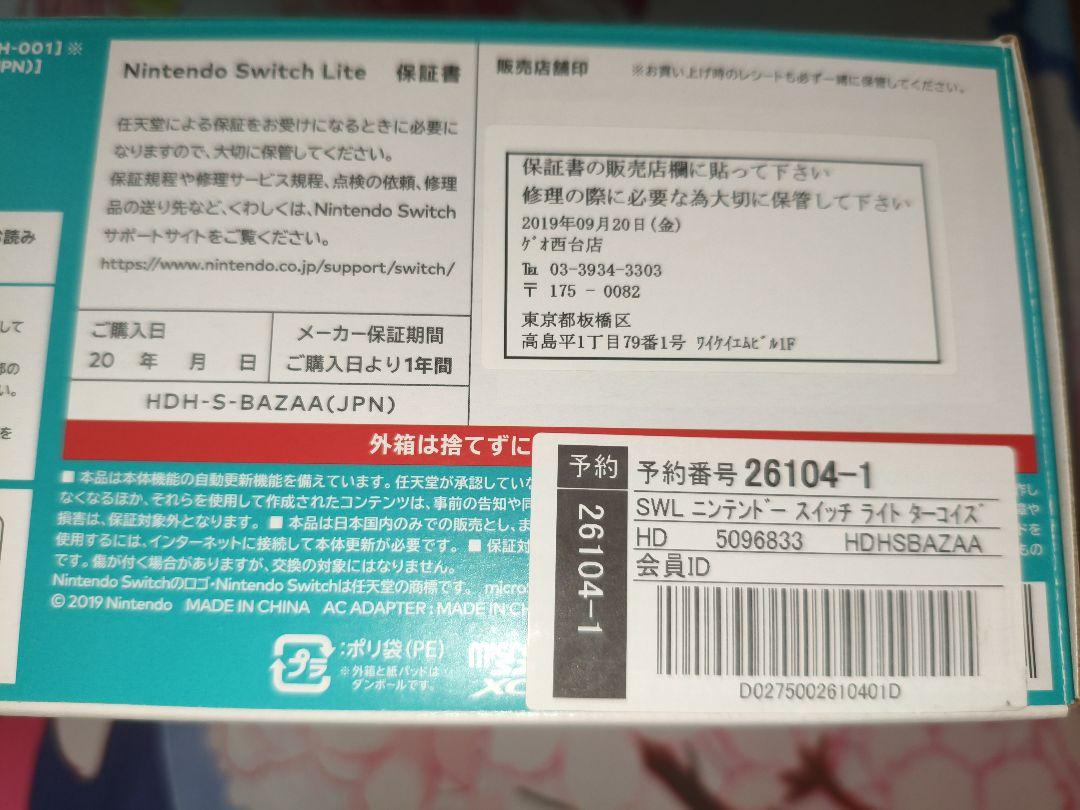 H-001]※
PN)]
Nintendo Switch Lite 保証書
任天堂による保証をお受けになるときに必要に
なりますので、大切に保管してください。
保証規程や修理サービス規程、点検の依頼、修理
品の送り先など、くわしくは、Nintendo Switch
サポートサイトをご覧ください。
https://www.nintendo.co.jp/support/switch/
ご購入日
20 年 月 日
メーカー保証期間
ご購入日より1年間
HDH-S-BAZAA(JPN)
販売店舗印 ※お買い上げ時のレシートも必ず一緒に保管してください。
保証書の販売店欄に貼って下さい
修理の際に必要な為大切に保管して下さい
2019年09月20日(金)
ゲオ西台店
℡ 03-3934-3303
〒 175 - 0082
東京都板橋区
高島平1丁目79番1号 ワイケイエムビル1F
お読み
して
部の
い。
を
外箱は捨てずに
■ 本品は本体機能の自動更新機能を備えています。任天堂が承認していな
なくなるほか、それらを使用して作成されたコンテンツは、事前の告知や同
損害は、保証対象外となります。 ■ 本品は日本国内のみでの販売とし、ま
使用するには、インターネットに接続して本体更新が必要です。 ■ 保証対
です。傷が付く場合がありますが、交換の対象にはなりません。
Nintendo Switchのロゴ・Nintendo Switchは任天堂の商標です。 micro
© 2019 Nintendo MADE IN CHINA AC ADAPTER : MADE IN CH
プラ
:ポリ袋(PE)
※外箱と紙パッドは
ダンボールです。
micro
XC
予約
26104-1
予約番号 26104-1
SWL ニンテンドー スイッチ ライト ターコイズ
HD 5096833 HDHSBAZAA
会員ID
D02750026104​01D